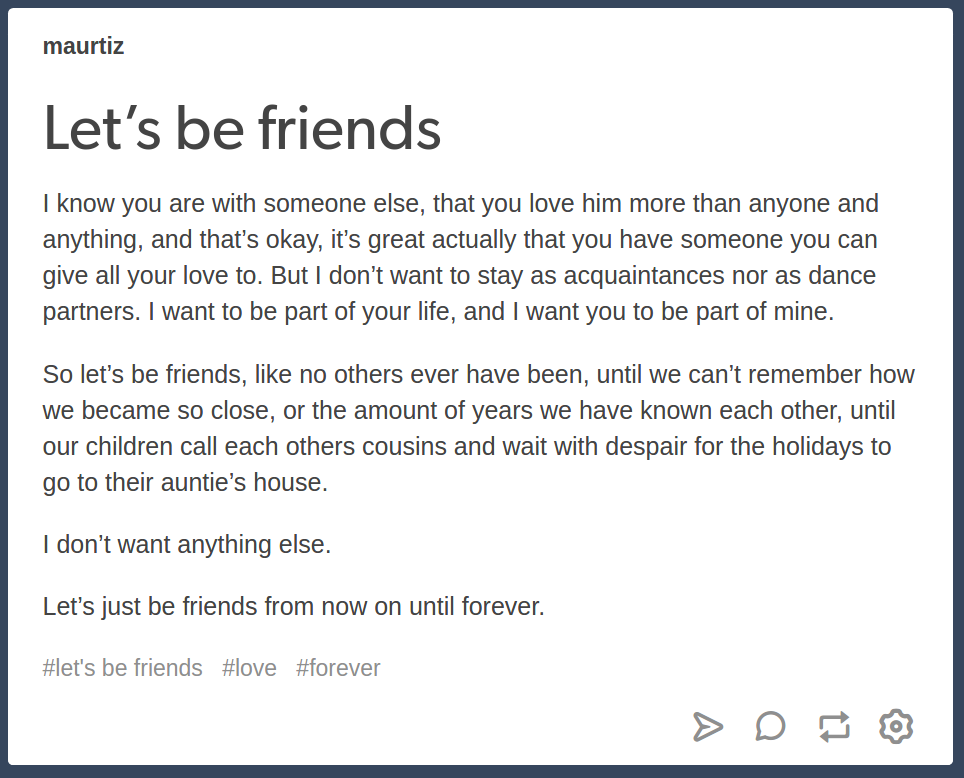 maurtiz
Let’s be friends
I know you are with someone else, that you love him more than anyone and
anything, and that’s okay, it’s great actually that you have someone you can
give all your love to. But I don’t want to stay as acquaintances nor as dance
partners. I want to be part of your life, and I want you to be part of mine.
So let’s be friends, like no others ever have been, until we can’t remember how
we became so close, or the amount of years we have known each other, until
our children call each others cousins and wait with despair for the holidays to
go to their auntie’s house.
I don’t want anything else.
Let’s just be friends from now on until forever.
#let's be friends #love #forever